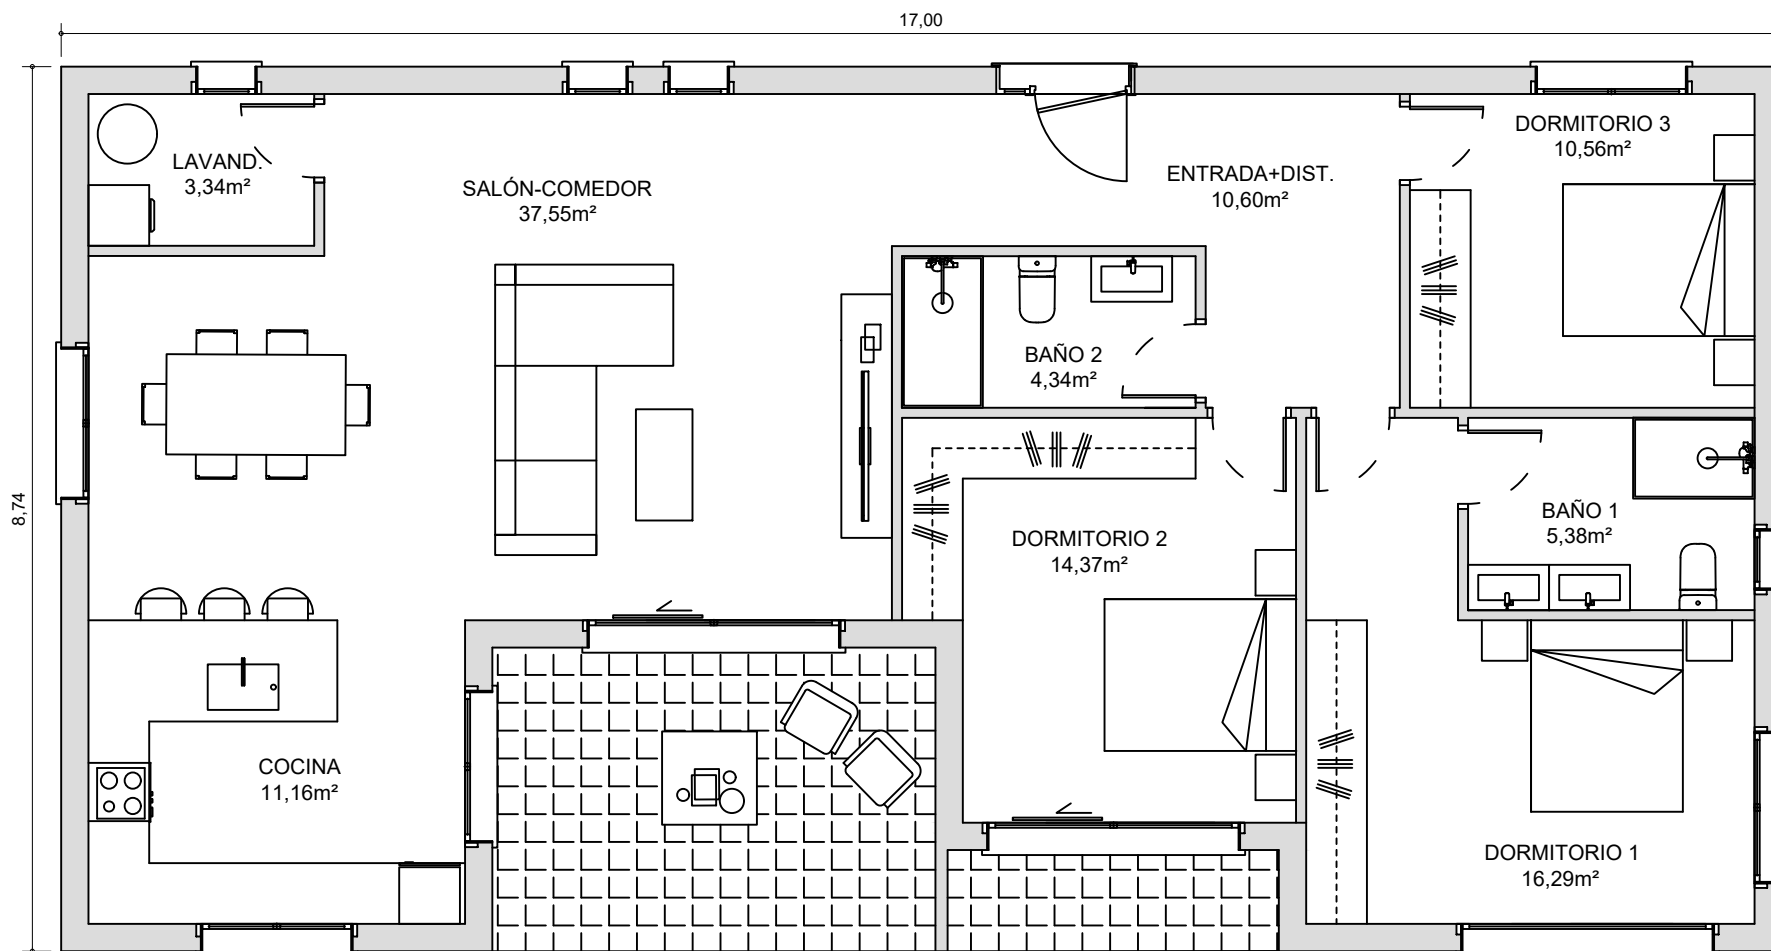 17,00
8,74
LAVAND.
3,34m²
SALÓN-COMEDOR
37,55m²
ENTRADA+DIST.
10,60m²
DORMITORIO 3
10,56m²
BAÑO 2
4,34m²
DORMITORIO 2
14,37m²
BAÑO 1
5,38m²
COCINA
11,16m²
DORMITORIO 1
16,29m²